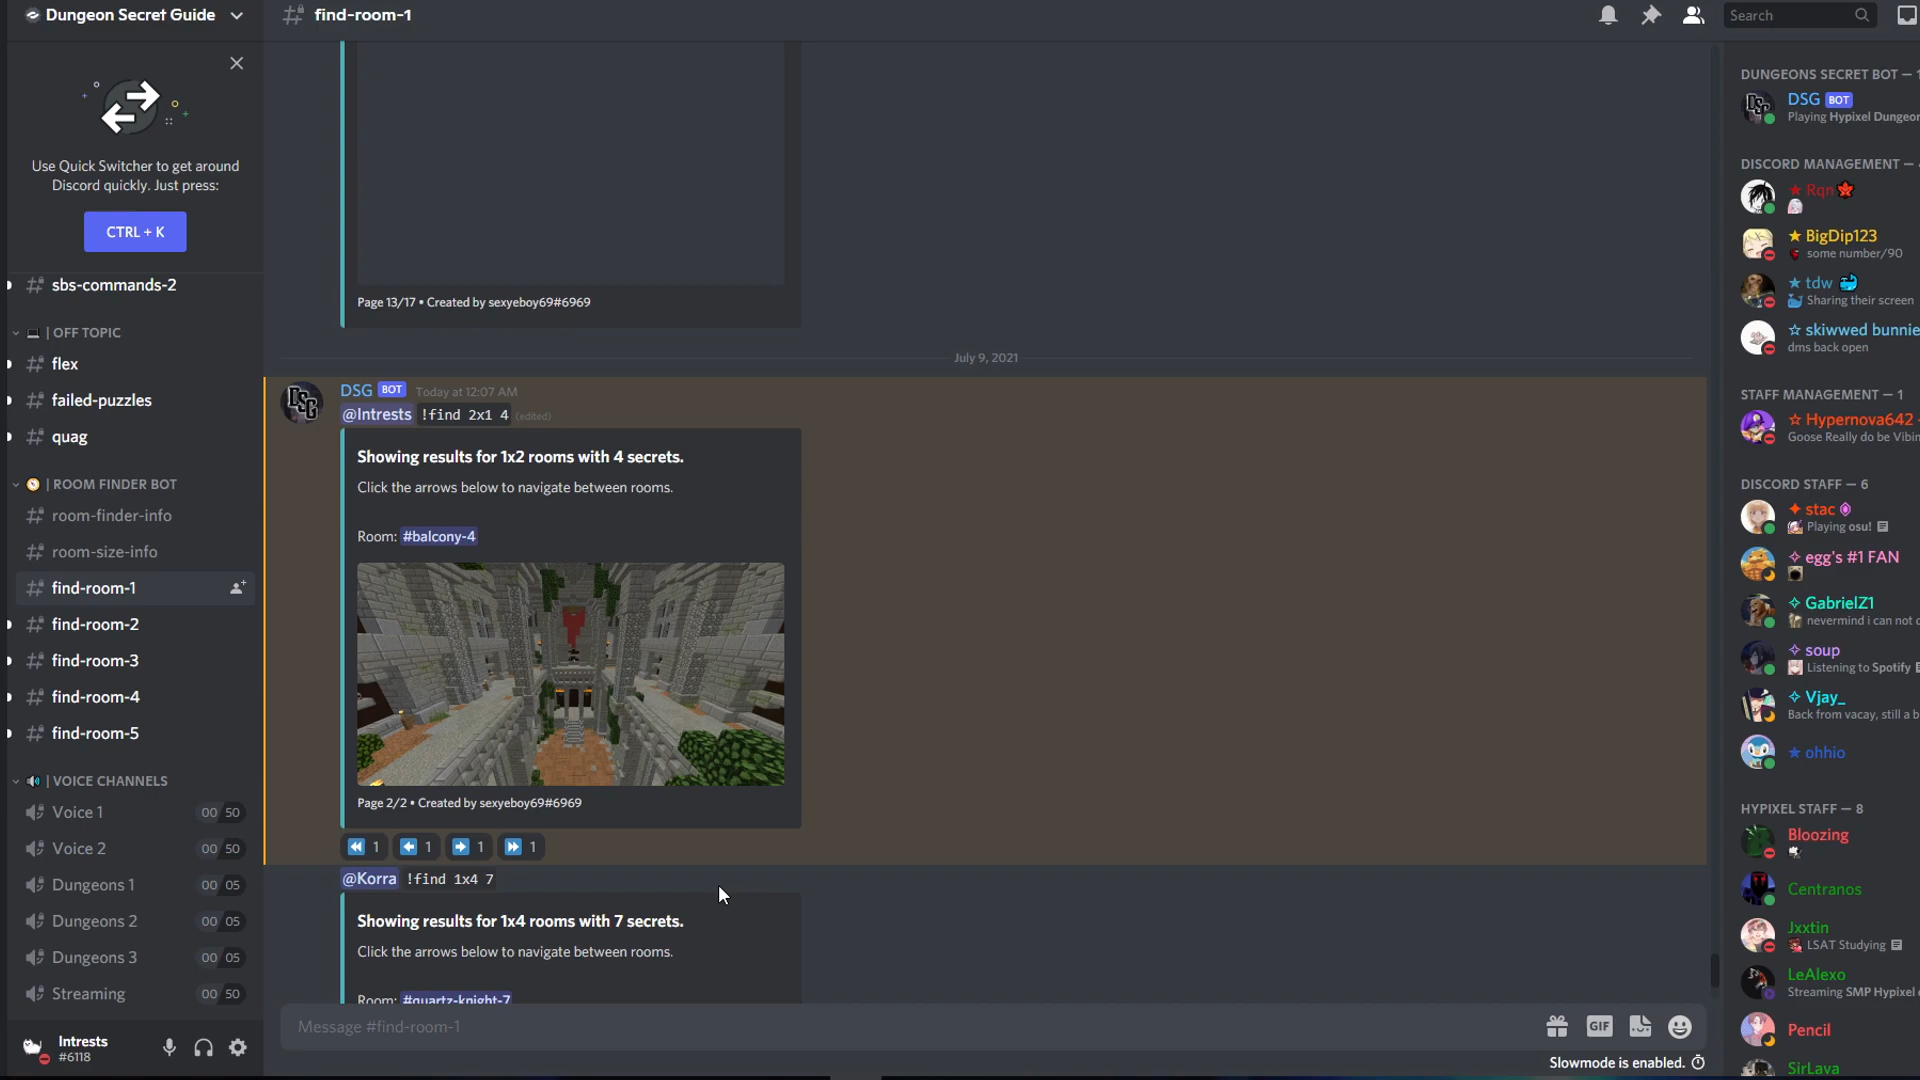 Dungeon Secret Guide
Use Quick Switcher to get around
Discord quickly. Just press:
CTRL + K
sbs-commands-2
| OFF TOPIC
flex
failed-puzzles
quag
| ROOM FINDER BOT
room-finder-info
room-size-info
find-room-1
find-room-2
find-room-3
find-room-4
find-room-5
| VOICE CHANNELS
Voice 1 00 50
Voice 2 00 50
Dungeons 1 00 05
Dungeons 2 00 05
Dungeons 3 00 05
Streaming 00 50
Intrests
#6118
find-room-1
Search
Page 13/17 • Created by sexyeboy69#6969
July 9, 2021
DSG BOT Today at 12:07 AM
@Intrests !find 2x1 4 (edited)
Showing results for 1x2 rooms with 4 secrets.
Click the arrows below to navigate between rooms.
Room: #balcony-4
Page 2/2 • Created by sexyeboy69#6969
1 1 1 1
@Korra !find 1x4 7
Showing results for 1x4 rooms with 7 secrets.
Click the arrows below to navigate between rooms.
Room: #quartz-knight-7
Message #find-room-1
GIF
Slowmode is enabled.
DUNGEONS SECRET BOT — 1
DSG BOT
Playing Hypixel Dungeon
DISCORD MANAGEMENT —
Rqn
BigDip123
some number/90
tdw
Sharing their screen
skiwwed bunnie
dms back open
STAFF MANAGEMENT — 1
Hypernova642
Goose Really do be Vibin
DISCORD STAFF — 6
stac
Playing osu!
egg's #1 FAN
GabrielZ1
nevermind i can not
soup
Listening to Spotify
Vjay_
Back from vacay, still a b
ohhio
HYPIXEL STAFF — 8
Bloozing
Centranos
Jxxtin
LSAT Studying
LeAlexo
Streaming SMP Hypixel
Pencil
SirLava